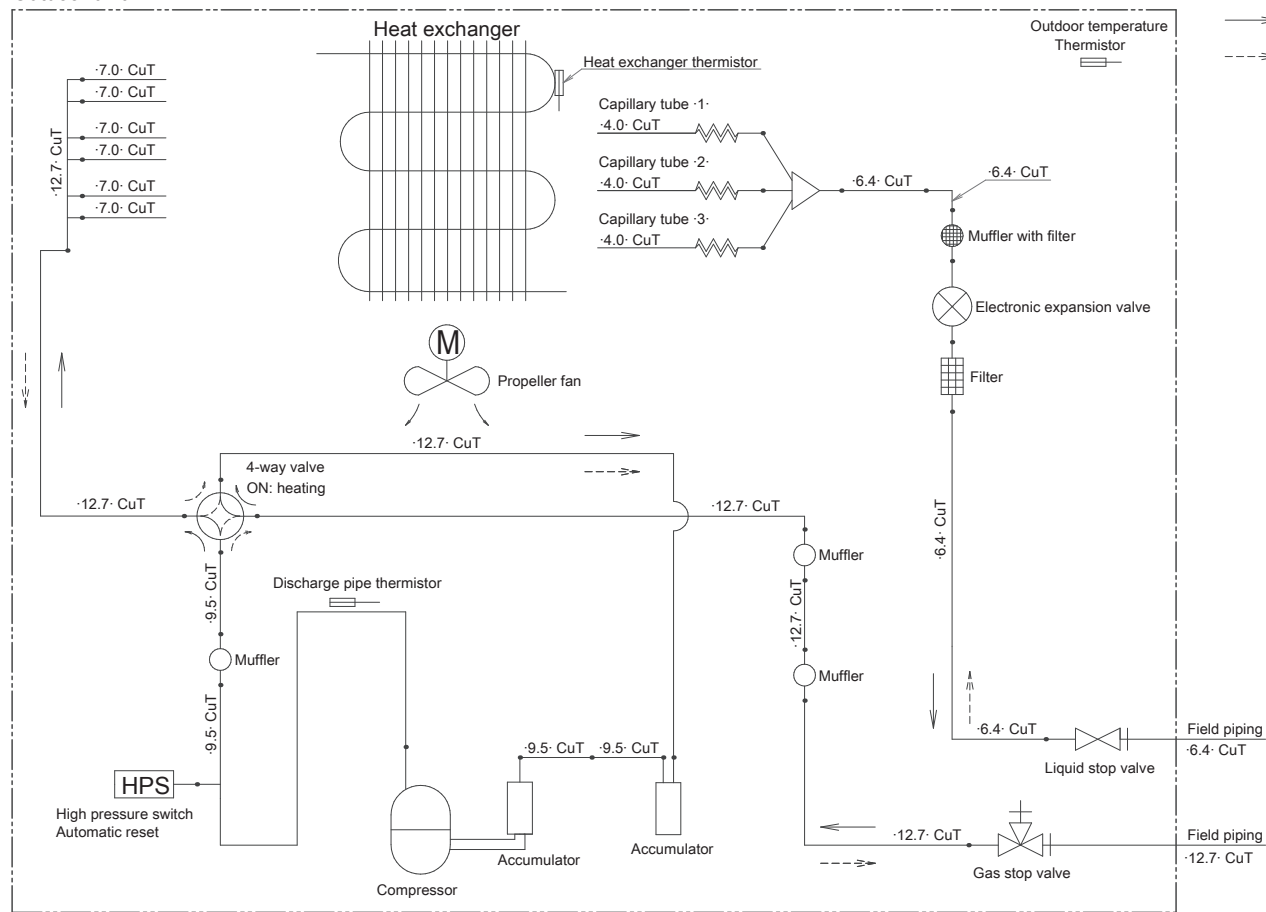 Heat exchanger
Outdoor temperature
Thermistor
Heat exchanger thermistor
·7.0· CuT
·7.0· CuT
·7.0· CuT
·7.0· CuT
·7.0· CuT
·7.0· CuT
·12.7· CuT
Capillary tube ·1·
·4.0· CuT
Capillary tube ·2·
·4.0· CuT
Capillary tube ·3·
·4.0· CuT
·6.4· CuT
·6.4· CuT
Muffler with filter
Electronic expansion valve
Filter
M
Propeller fan
·12.7· CuT
4-way valve
ON: heating
·12.7· CuT
·12.7· CuT
·6.4· CuT
Muffler
·9.5· CuT
Discharge pipe thermistor
·12.7· CuT
Muffler
Muffler
·9.5· CuT
·6.4· CuT
Field piping
·6.4· CuT
Liquid stop valve
·9.5· CuT
·9.5· CuT
HPS
High pressure switch
Automatic reset
Accumulator
Accumulator
Compressor
·12.7· CuT
Field piping
·12.7· CuT
Gas stop valve